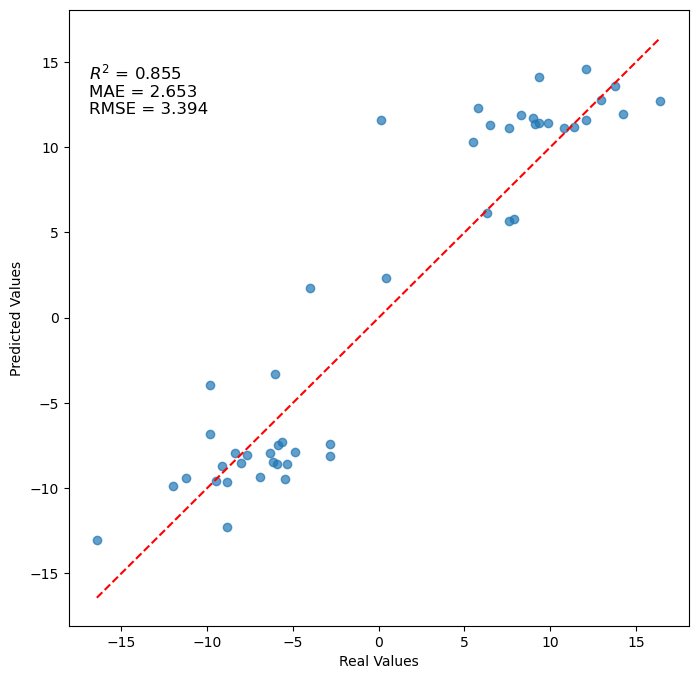 R² = 0.855
MAE = 2.653
RMSE = 3.394
15
10
5
0
−5
−10
−15
Predicted Values
−15 −10 −5 0 5 10 15
Real Values